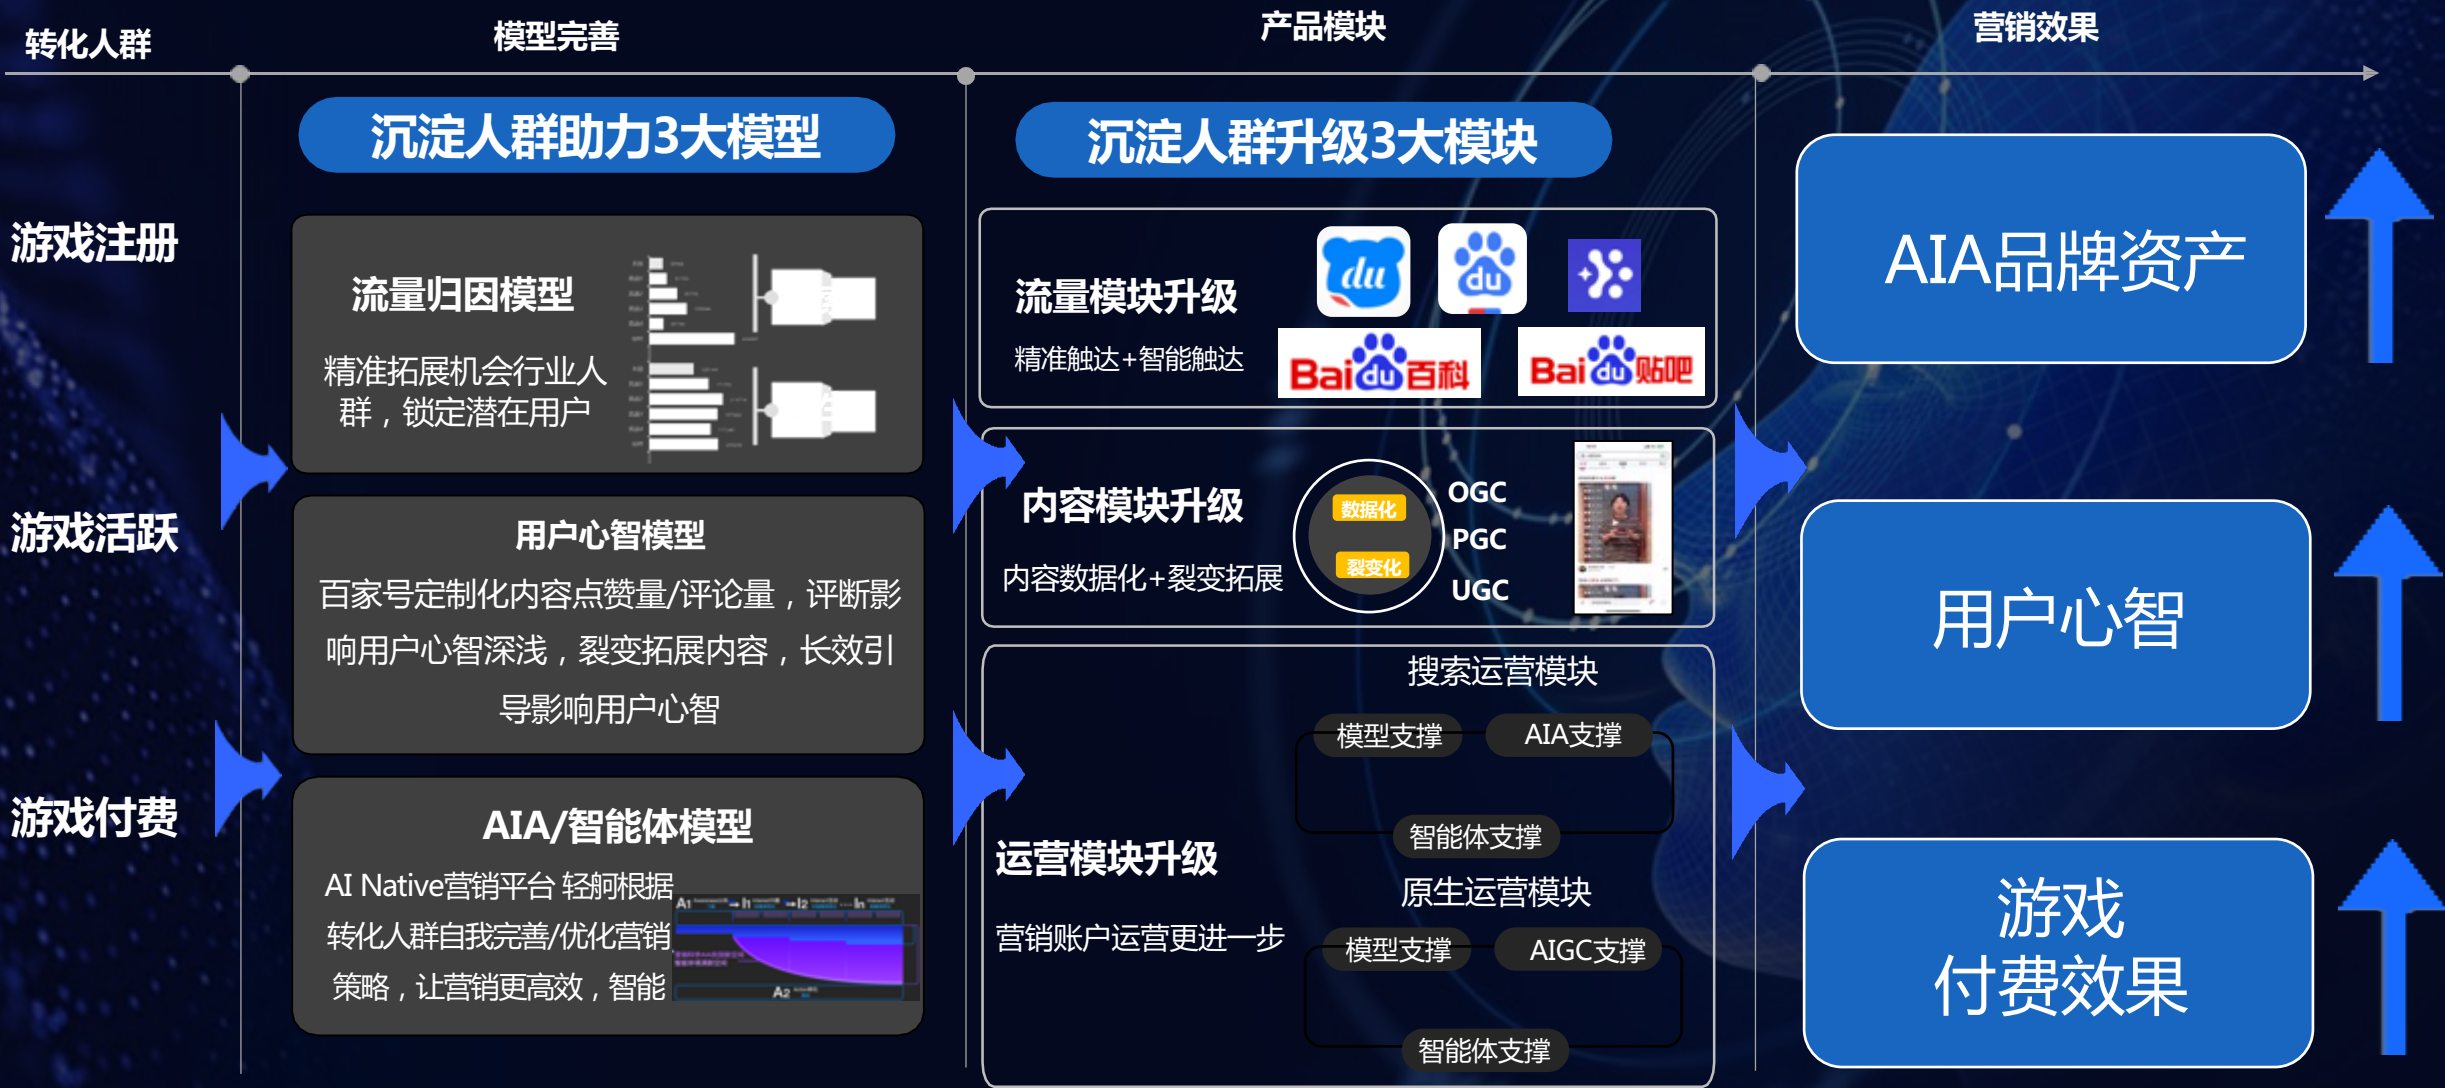 转化人群
模型完善
产品模块
营销效果
游戏注册
游戏活跃
游戏付费
沉淀人群助力3大模型
流量归因模型
精准拓展机会行业人
群，锁定潜在用户
用户心智模型
百家号定制化内容点赞量/评论量，评断影
响用户心智深浅，裂变拓展内容，长效引
导影响用户心智
AIA/智能体模型
AI Native营销平台 轻舸根据
转化人群自我完善/优化营销
策略，让营销更高效，智能
A1
I1
I2
In
A2
沉淀人群升级3大模块
流量模块升级
精准触达+智能触达
du
du
Baidu百科
Baidu贴吧
内容模块升级
内容数据化+裂变拓展
数据化
裂变化
OGC
PGC
UGC
运营模块升级
营销账户运营更进一步
搜索运营模块
模型支撑
AIA支撑
智能体支撑
原生运营模块
模型支撑
AIGC支撑
智能体支撑
AIA品牌资产
用户心智
游戏
付费效果